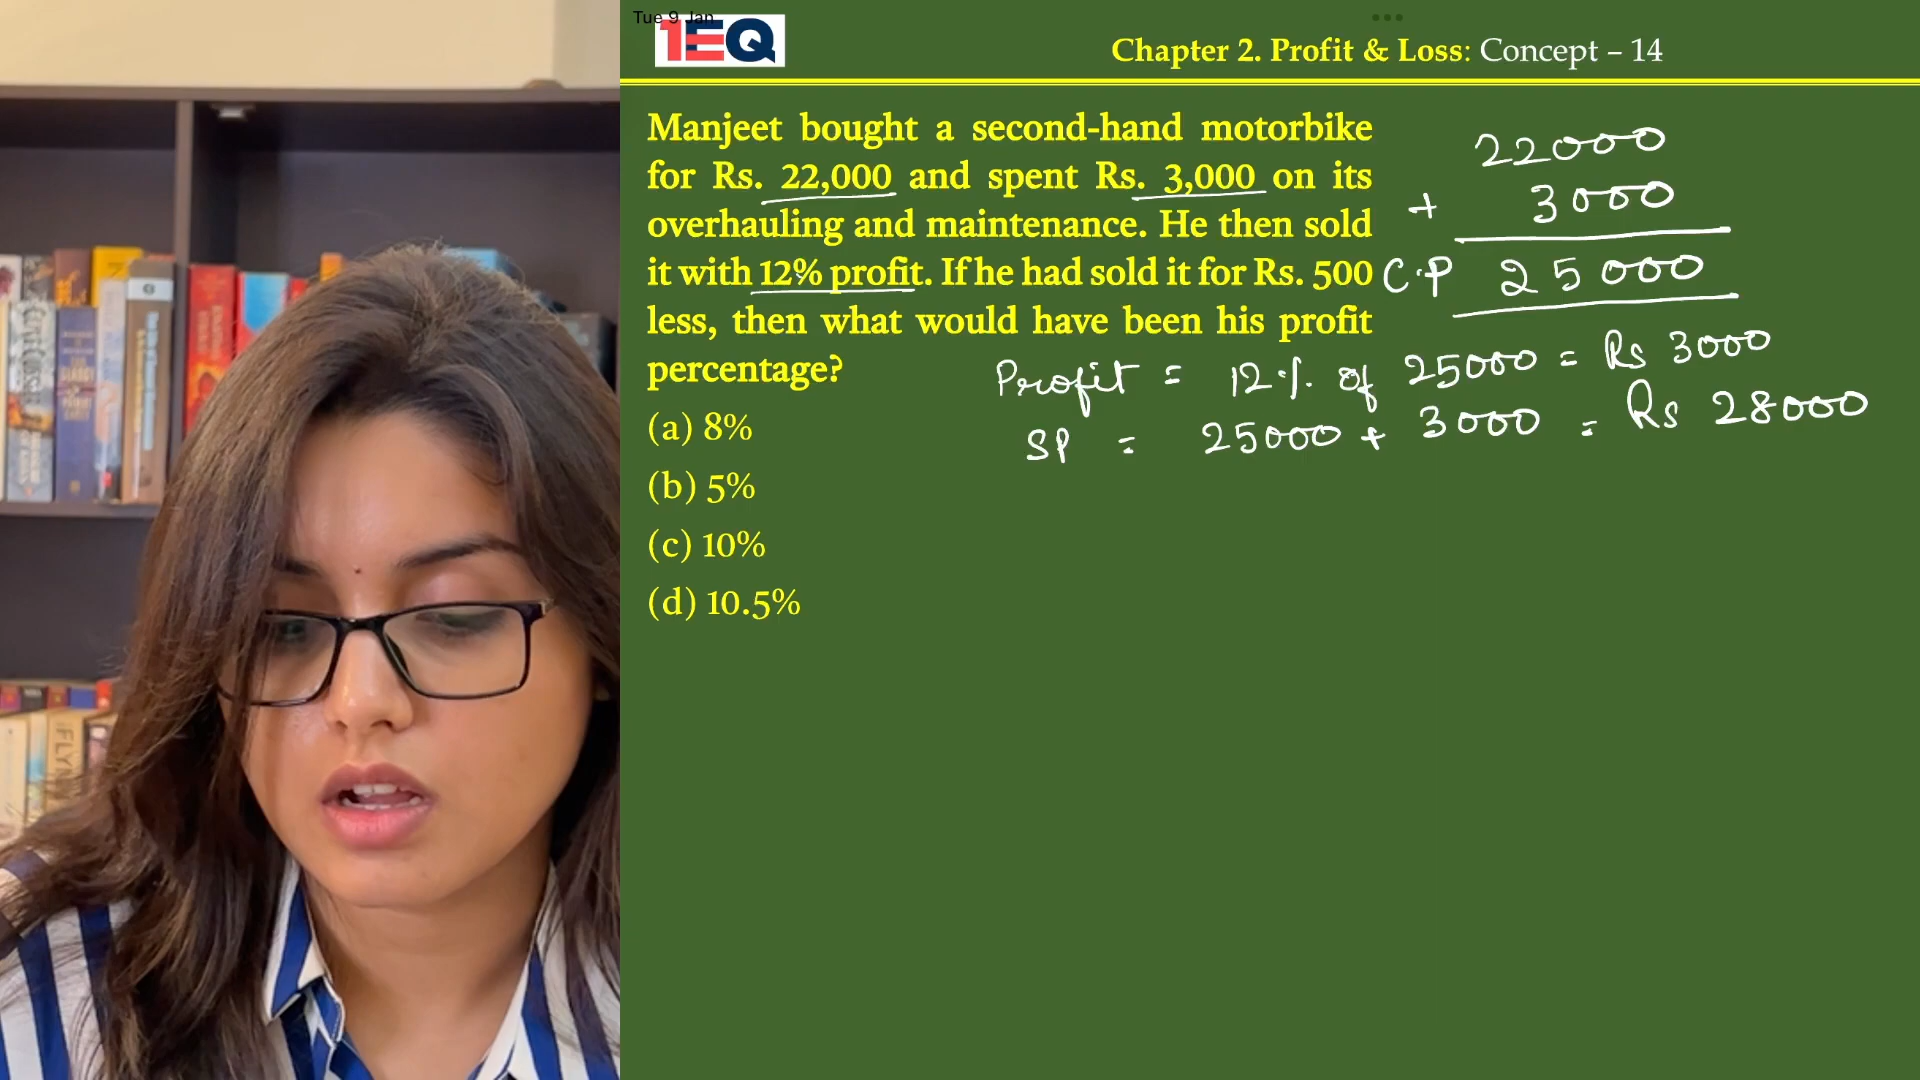 Tue 9 Jan
1EQ
Chapter 2. Profit & Loss: Concept – 14
Manjeet bought a second-hand motorbike
for Rs. 22,000 and spent Rs. 3,000 on its
overhauling and maintenance. He then sold
it with 12% profit. If he had sold it for Rs. 500
less, then what would have been his profit
percentage?
(a) 8%
(b) 5%
(c) 10%
(d) 10.5%
22000
+ 3000
C.P 25000
Profit = 12% of 25000 = Rs 3000
SP = 25000 + 3000 = Rs 28000